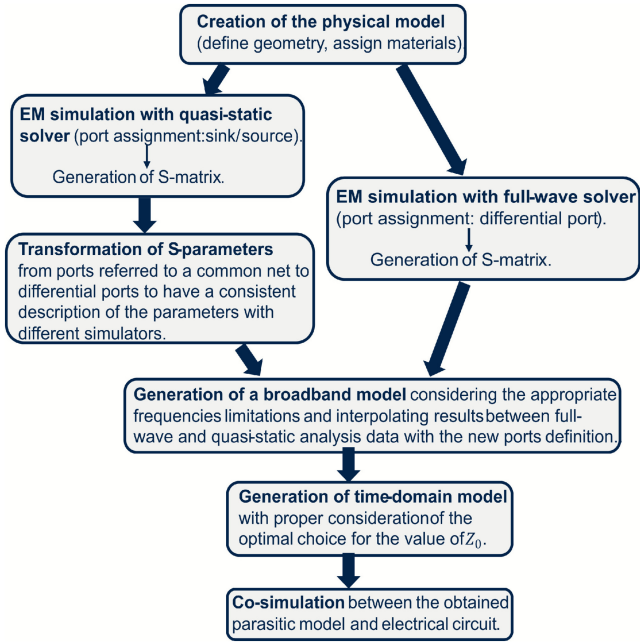 Creation of the physical model
(define geometry, assign materials).
EM simulation with quasi-static
solver (port assignment:sink/source).
Generation of S-matrix.
EM simulation with full-wave solver
(port assignment: differential port).
Generation of S-matrix.
Transformation of S-parameters
from ports referred to a common net to
differential ports to have a consistent
description of the parameters with
different simulators.
Generation of a broadband model considering the appropriate
frequencies limitations and interpolating results between full-
wave and quasi-static analysis data with the new ports definition.
Generation of time-domain model
with proper consideration of the
optimal choice for the value of Z₀.
Co-simulation between the obtained
parasitic model and electrical circuit.